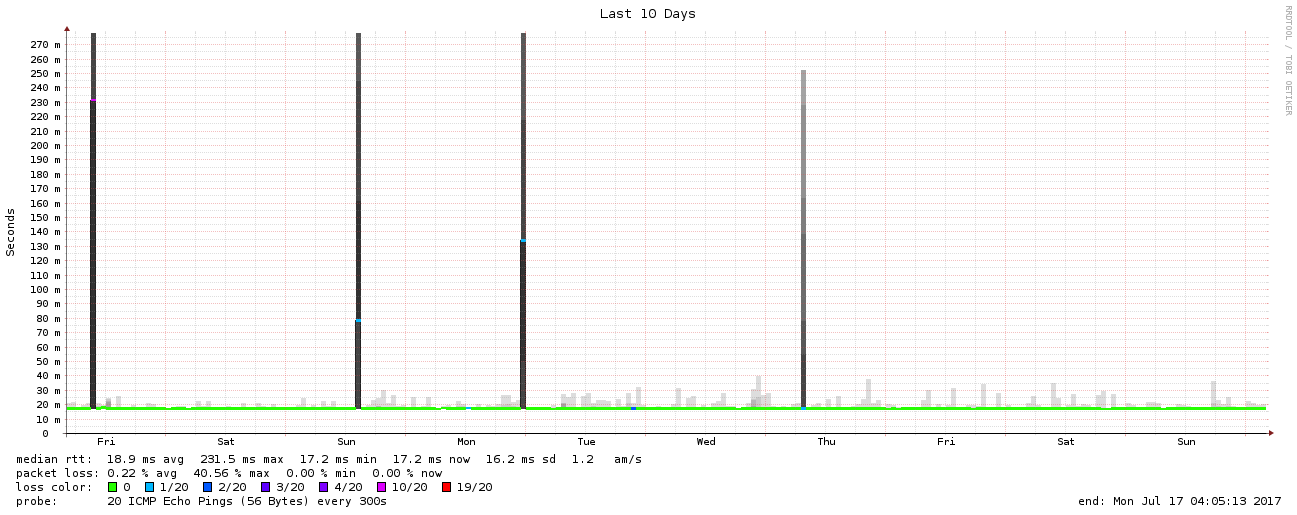 Last 10 Days
RRDTOOL / TOBI OETIKER
Seconds
270 m
260 m
250 m
240 m
230 m
220 m
210 m
200 m
190 m
180 m
170 m
160 m
150 m
140 m
130 m
120 m
110 m
100 m
90 m
80 m
70 m
60 m
50 m
40 m
30 m
20 m
10 m
0
Fri Sat Sun Mon Tue Wed Thu Fri Sat Sun
median rtt: 18.9 ms avg 231.5 ms max 17.2 ms min 17.2 ms now 16.2 ms sd 1.2 am/s
packet loss: 0.22 % avg 40.56 % max 0.00 % min 0.00 % now
loss color: 0 1/20 2/20 3/20 4/20 10/20 19/20
probe: 20 ICMP Echo Pings (56 Bytes) every 300s end: Mon Jul 17 04:05:13 2017